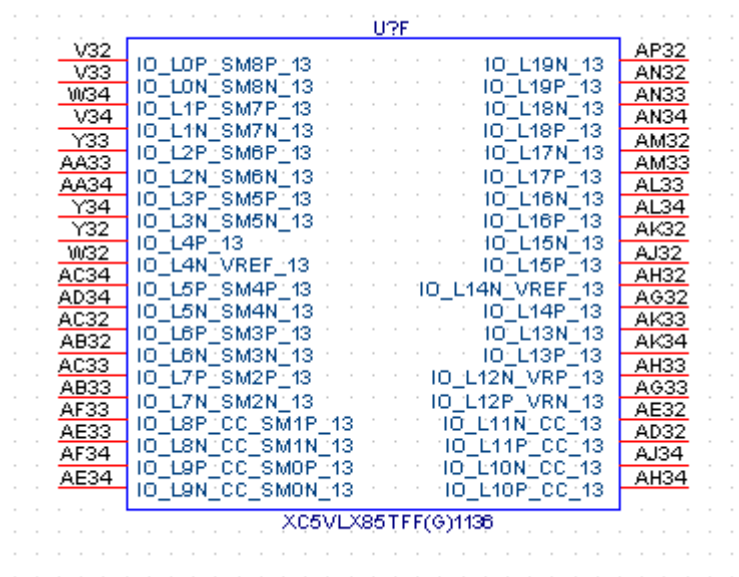 U?F
V32 IO_L0P_SM8P_13 IO_L19N_13 AP32
V33 IO_L0N_SM8N_13 IO_L19P_13 AN32
W34 IO_L1P_SM7P_13 IO_L18N_13 AN33
V34 IO_L1N_SM7N_13 IO_L18P_13 AN34
Y33 IO_L2P_SM6P_13 IO_L17N_13 AM32
AA33 IO_L2N_SM6N_13 IO_L17P_13 AM33
AA34 IO_L3P_SM5P_13 IO_L16N_13 AL33
Y34 IO_L3N_SM5N_13 IO_L16P_13 AL34
Y32 IO_L4P_13 IO_L15N_13 AK32
W32 IO_L4N_VREF_13 IO_L15P_13 AJ32
AC34 IO_L5P_SM4P_13 IO_L14N_VREF_13 AH32
AD34 IO_L5N_SM4N_13 IO_L14P_13 AG32
AC32 IO_L6P_SM3P_13 IO_L13N_13 AK33
AB32 IO_L6N_SM3N_13 IO_L13P_13 AK34
AC33 IO_L7P_SM2P_13 IO_L12N_VRP_13 AH33
AB33 IO_L7N_SM2N_13 IO_L12P_VRN_13 AG33
AF33 IO_L8P_CC_SM1P_13 IO_L11N_CC_13 AE32
AE33 IO_L8N_CC_SM1N_13 IO_L11P_CC_13 AD32
AF34 IO_L9P_CC_SM0P_13 IO_L10N_CC_13 AJ34
AE34 IO_L9N_CC_SM0N_13 IO_L10P_CC_13 AH34
XC5VLX85TFF(G)1136